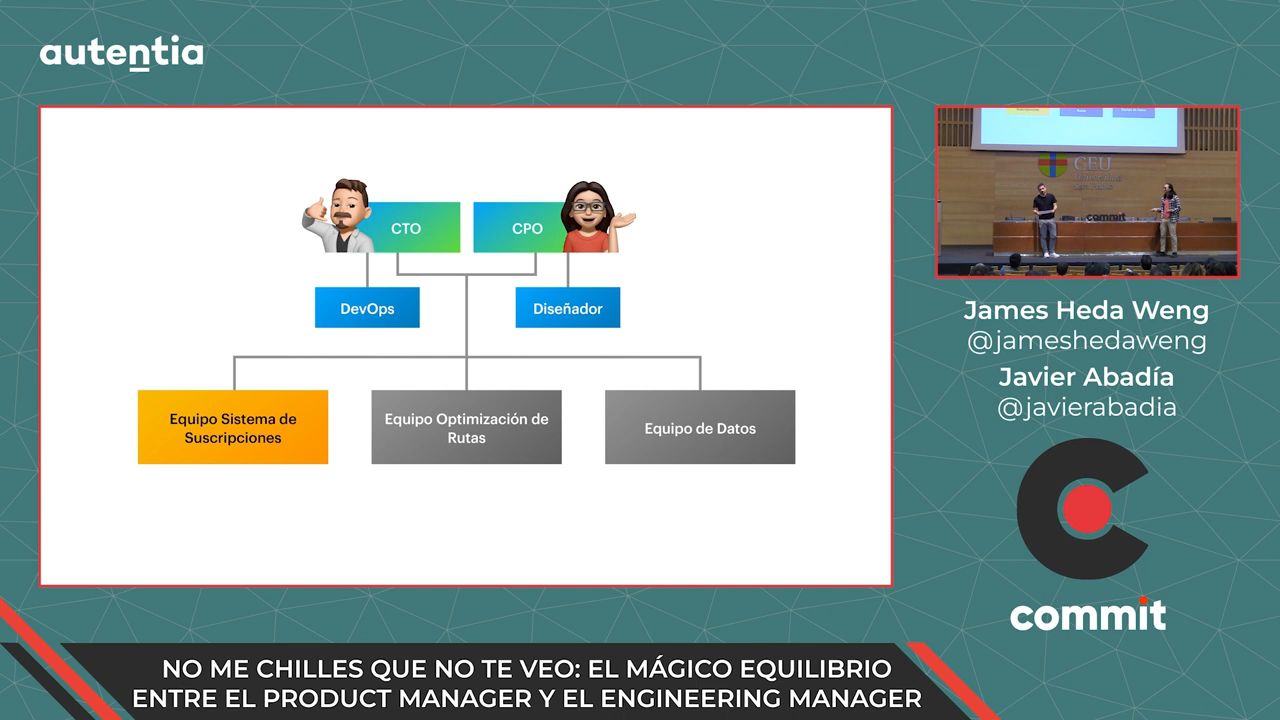 autentia
CTO
CPO
DevOps
Diseñador
Equipo Sistema de
Suscripciones
Equipo Optimización de
Rutas
Equipo de Datos
CEU
commit
James Heda Weng
@jameshedaweng
Javier Abadía
@javierabadia
commit
NO ME CHILLES QUE NO TE VEO: EL MÁGICO EQUILIBRIO
ENTRE EL PRODUCT MANAGER Y EL ENGINEERING MANAGER